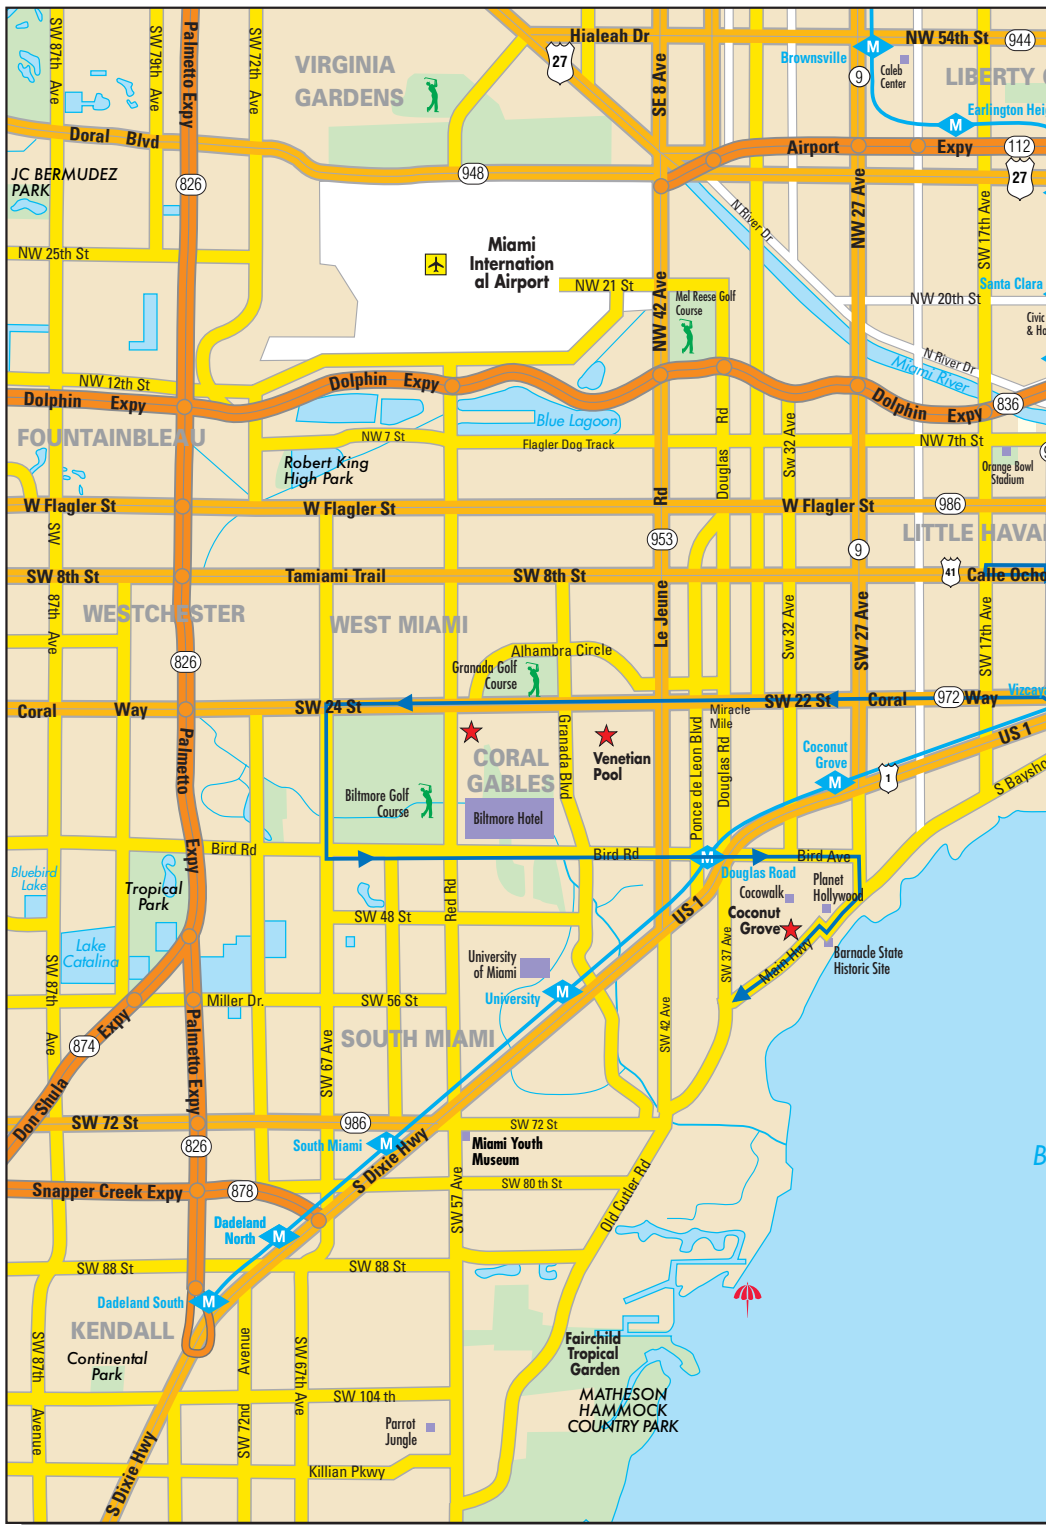 SW 87th Ave
SW 79th Ave
Palmetto Expy
SW 72th Ave
VIRGINIA
GARDENS
27
Hialeah Dr
SE 8 Ave
NW 54th St
944
Brownsville
M
9
Caleb
Center
LIBERTY
Earlington Hei
M
Doral Blvd
JC BERMUDEZ
PARK
826
948
Airport Expy
112
27
N River Dr
NW 27 Ave
SW 17th Ave
NW 25th St
Miami
Internation
al Airport
NW 21 St
NW 42 Ave
Mel Reese Golf
Course
Santa Clara
NW 20th St
Civic
& Ho
N River Dr
Miami River
NW 12th St
Dolphin Expy
Dolphin Expy
Dolphin Expy
836
FOUNTAINBLEAU
Blue Lagoon
NW 7 St
Flagler Dog Track
Douglas Rd
Sw 32 Ave
NW 7th St
Robert King
High Park
Orange Bowl
Stadium
W Flagler St
W Flagler St
Rd
W Flagler St
986
SW 87th Ave
953
9
LITTLE HAVA
SW 8th St
Tamiami Trail
SW 8th St
41
Calle Ocho
WESTCHESTER
WEST MIAMI
Le Jeune
Sw 32 Ave
SW 27 Ave
SW 17th Ave
826
Alhambra Circle
Granada Golf
Course
Coral Way
SW 24 St
SW 22 St
Coral
972
Way
Vizcay
Miracle
Mile
Palmetto Expy
CORAL
GABLES
Granada Blvd
Venetian
Pool
Ponce de Leon Blvd
Douglas Rd
Coconut
Grove
M
1
US 1
S Baysho
Biltmore Golf
Course
Biltmore Hotel
Bird Rd
Bird Rd
M
Bird Ave
Douglas Road
Bluebird
Lake
Tropical
Park
Red Rd
Cocowalk
Planet
Hollywood
US 1
Coconut
Grove
SW 48 St
Lake
Catalina
University
of Miami
SW 37 Ave
Main Hwy
Barnacle State
Historic Site
SW 87th Ave
Miller Dr.
SW 56 St
University
M
874
Don Shula Expy
Palmetto Expy
SOUTH MIAMI
SW 67 Ave
SW 42 Ave
SW 72 St
986
SW 72 St
826
South Miami
M
S Dixie Hwy
Miami Youth
Museum
B
Snapper Creek Expy
878
SW 80 th St
SW 57 Ave
Old Cutler Rd
Dadeland
North
M
SW 88 St
SW 88 St
Dadeland South
M
KENDALL
Continental
Park
SW 87th Avenue
SW 72nd Avenue
SW 67th Ave
Fairchild
Tropical
Garden
SW 104 th
MATHESON
HAMMOCK
COUNTRY PARK
Parrot
Jungle
S Dixie Hwy
Killian Pkwy